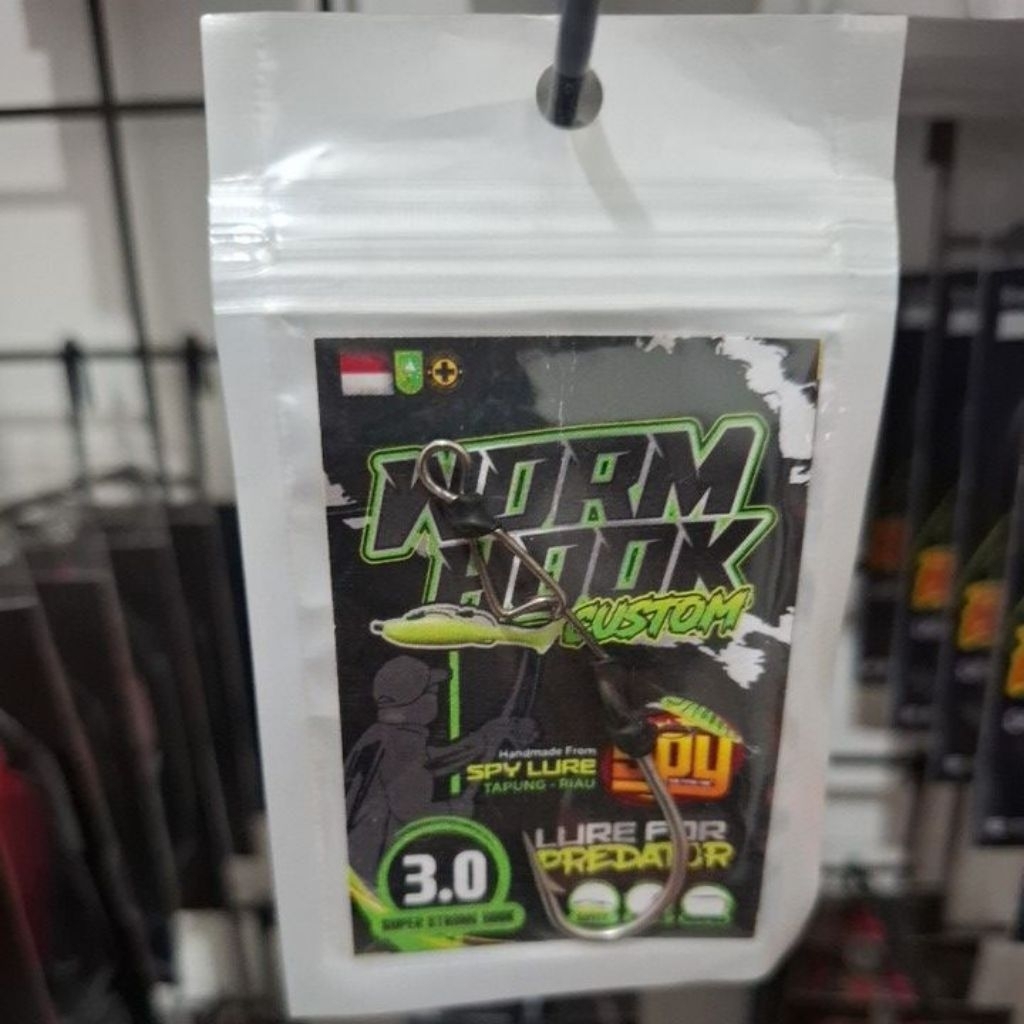 WORM
HOOK
CUSTOM
Handmade From
SPY LURE
TAPUNG - RIAU
SPY
LURE FOR
PREDATOR
3.0
SUPER STRONG HOOK